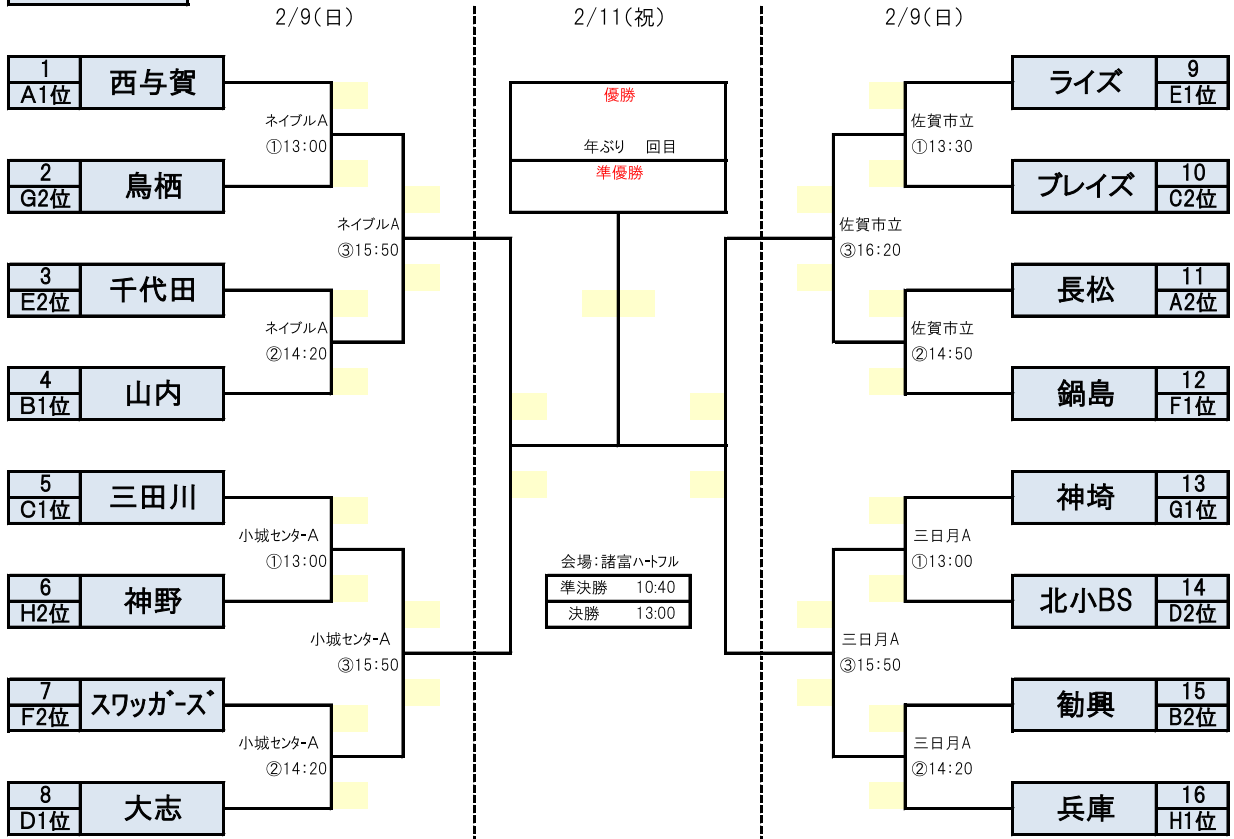 2/9(日)
2/11(祝)
2/9(日)
1
A1位
西与賀
2
G2位
鳥栖
3
E2位
千代田
4
B1位
山内
5
C1位
三田川
6
H2位
神野
7
F2位
スワッガーズ
8
D1位
大志
ネイブルA
①13:00
ネイブルA
③15:50
ネイブルA
②14:20
小城センターA
①13:00
小城センターA
③15:50
小城センターA
②14:20
優勝
年ぶり 回目
準優勝
会場:諸富ハートフル
準決勝 10:40
決勝 13:00
佐賀市立
①13:30
佐賀市立
③16:20
佐賀市立
②14:50
三日月A
①13:00
三日月A
③15:50
三日月A
②14:20
ライズ
9
E1位
ブレイズ
10
C2位
長松
11
A2位
鍋島
12
F1位
神埼
13
G1位
北小BS
14
D2位
勧興
15
B2位
兵庫
16
H1位